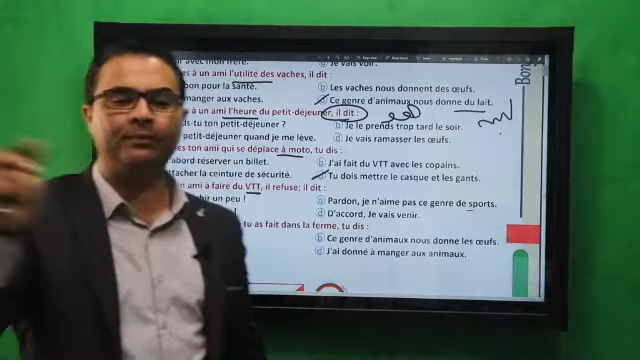 avec mon frère.
ⓓ Je vais voir.
s à un ami l'utilité des vaches, il dit :
bon pour la santé.
ⓑ Les vaches nous donnent des œufs.
manger aux vaches.
ⓓ Ce genre d'animaux nous donne du lait.
s à un ami l'heure du petit-déjeuner, il dit :
ds-tu ton petit-déjeuner ?
ⓑ Je le prends trop tard le soir.
petit-déjeuner quand je me lève.
ⓓ Je vais ramasser les œufs.
es ton ami qui se déplace à moto, tu dis :
abord réserver un billet.
ⓑ J'ai fait du VTT avec les copains.
ttacher la ceinture de sécurité.
ⓓ Tu dois mettre le casque et les gants.
n ami à faire du VTT, il refuse; il dit :
hir un peu !
ⓑ Pardon, je n'aime pas ce genre de sports.
ⓓ D'accord, Je vais venir.
tu as fait dans la ferme, tu dis :
ⓑ Ce genre d'animaux nous donne les œufs.
ⓓ J'ai donné à manger aux animaux.
Bon